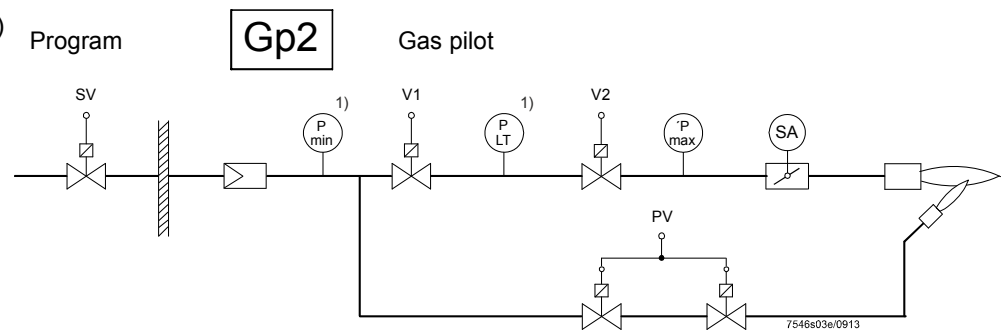 )
Program Gp2 Gas pilot
SV
1)
V1
1)
V2
P
min
P
LT
´P
max
SA
PV
7546s03e/0913